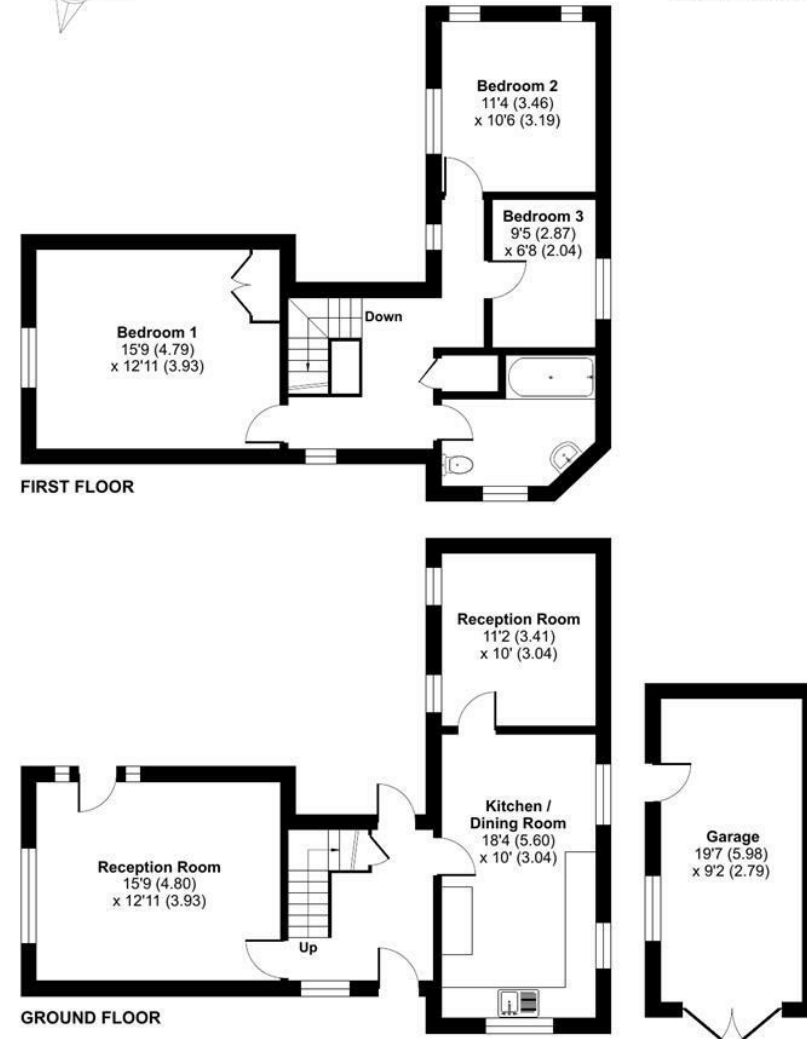 Bedroom 2
11'4 (3.46)
x 10'6 (3.19)
Bedroom 3
9'5 (2.87)
x 6'8 (2.04)
Down
Bedroom 1
15'9 (4.79)
x 12'11 (3.93)
FIRST FLOOR
Reception Room
11'2 (3.41)
x 10' (3.04)
Kitchen /
Dining Room
18'4 (5.60)
x 10' (3.04)
Garage
19'7 (5.98)
x 9'2 (2.79)
Reception Room
15'9 (4.80)
x 12'11 (3.93)
Up
GROUND FLOOR